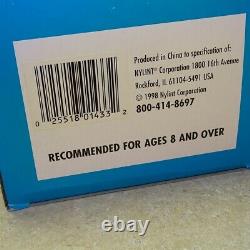 Produced in China to specification of:
NYLINT® Corporation 1800 16th Avenue
Rockford, IL 61104-5491 USA
© 1998 Nylint Corporation
800-414-8697
0 25518 01433 2
RECOMMENDED FOR AGES 8 AND OVER